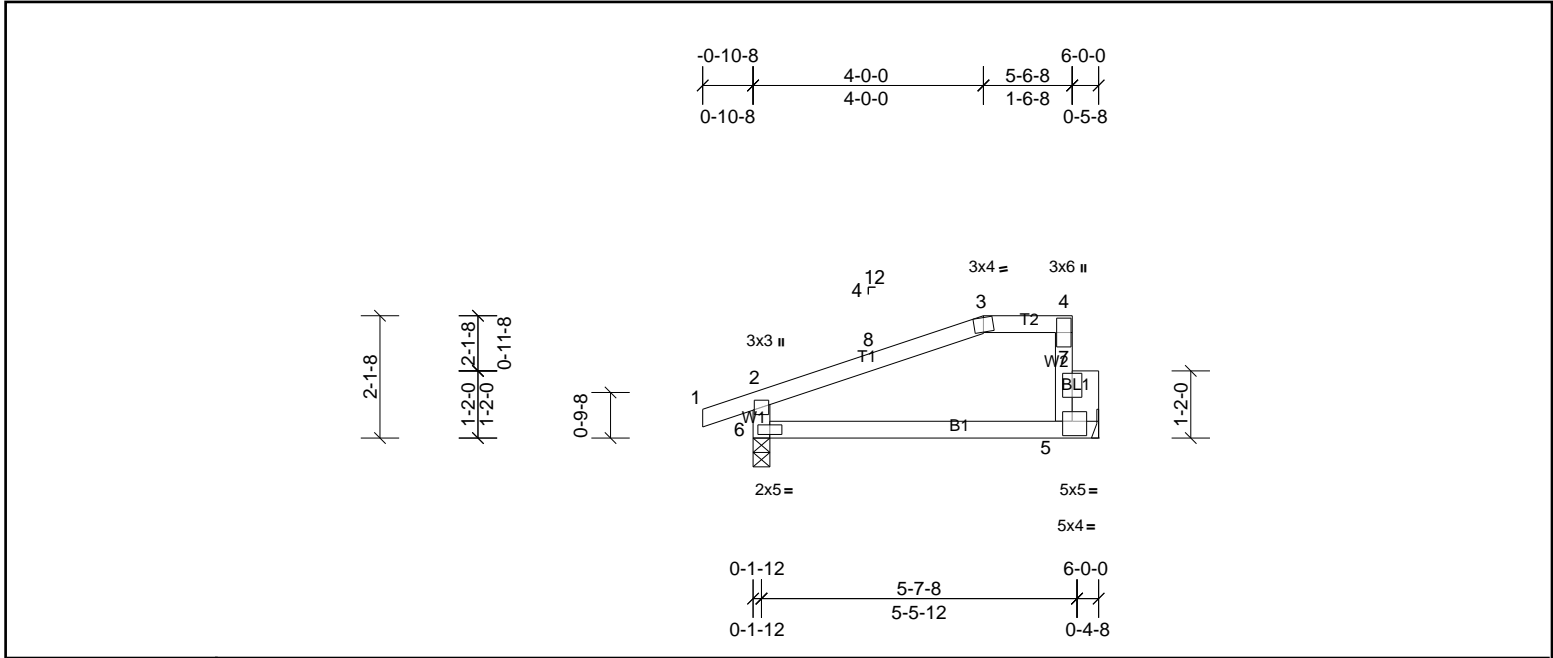 -0-10-8 6-0-0
4-0-0 5-6-8
4-0-0 1-6-8
0-10-8 0-5-8
3x4 = 3x6 II
12
4
3 4
T2
2-1-8
2-1-8
0-11-8
1-2-0
1-2-0
0-9-8
3x3 II
8
T1
7
W2
2
BL1
1
W1
6
B1
5
1-2-0
2x5 = 5x5 =
5x4 =
0-1-12 6-0-0
5-7-8
5-5-12
0-1-12 0-4-8